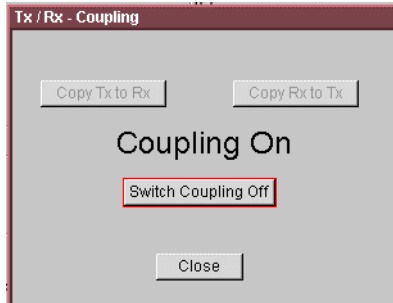 Tx / Rx - Coupling
Copy Tx to Rx
Copy Rx to Tx
Coupling On
Switch Coupling Off
Close